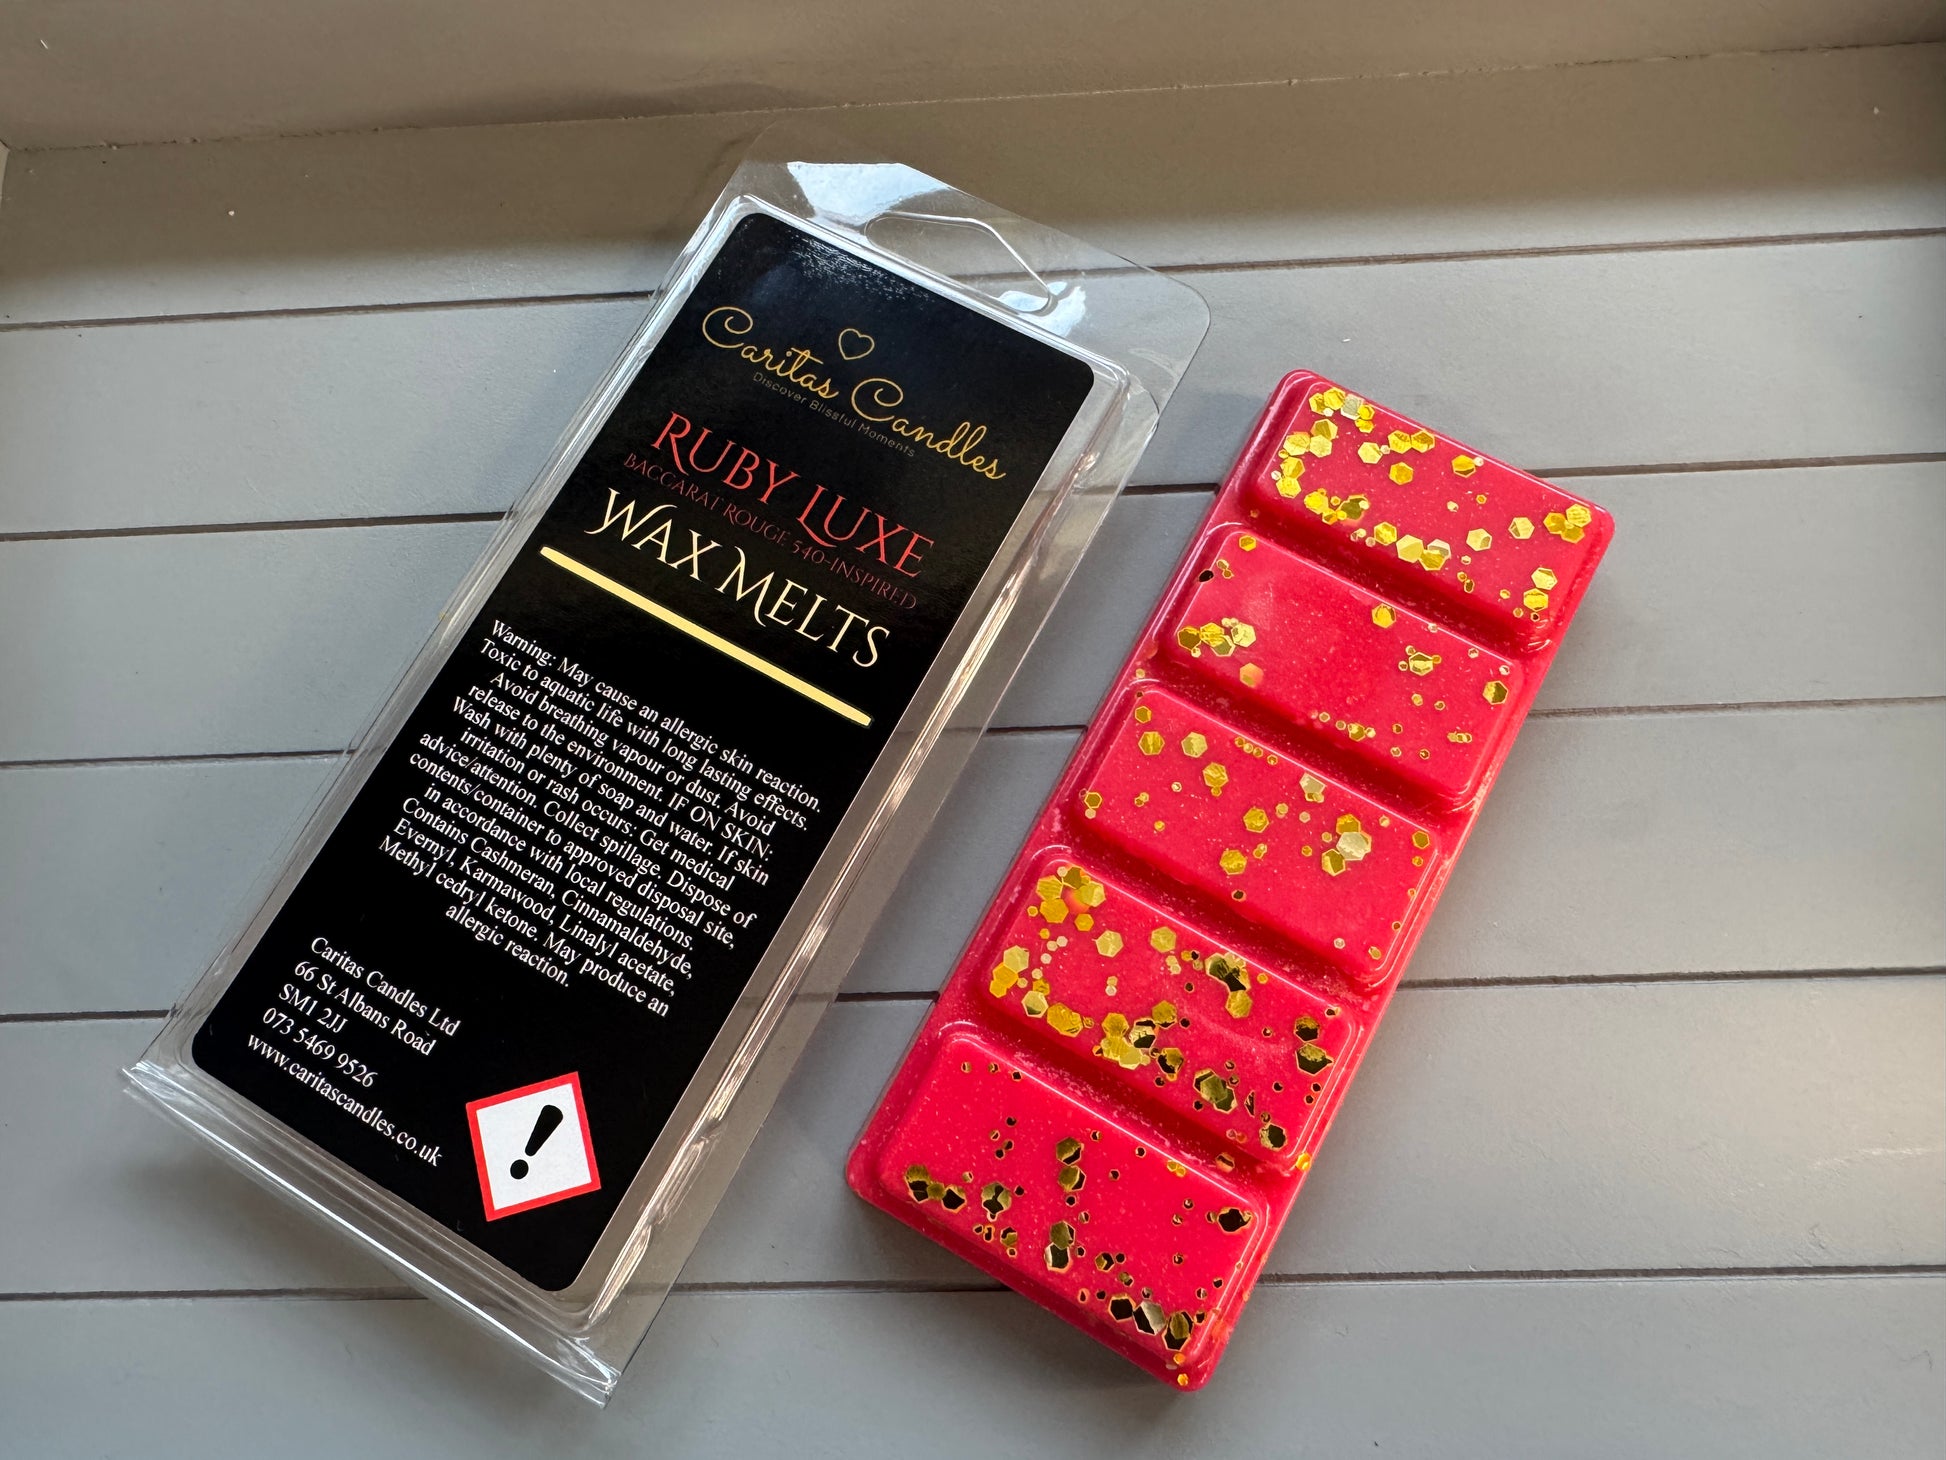 Caritas Candles
Discover Blissful Moments
RUBY LUXE
BACCARAT ROUGE 540-INSPIRED
WAX MELTS
Warning: May cause an allergic skin reaction.
Toxic to aquatic life with long lasting effects.
Avoid breathing vapour or dust. Avoid
release to the environment. IF ON SKIN:
Wash with plenty of soap and water. If skin
irritation or rash occurs: Get medical
advice/attention. Collect spillage. Dispose of
contents/container to approved disposal site,
in accordance with local regulations.
Contains Cashmeran, Cinnamaldehyde,
Evernyl, Karmawood, Linalyl acetate,
Methyl cedryl ketone. May produce an
allergic reaction.
Caritas Candles Ltd
66 St Albans Road
SM1 2JJ
073 5469 9526
www.caritascandles.co.uk